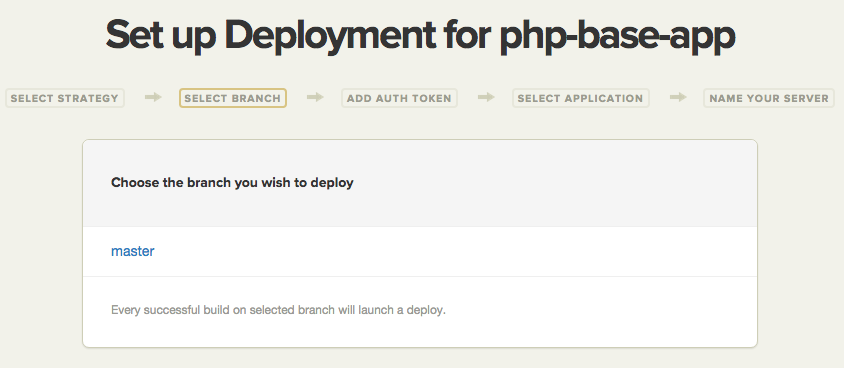 Set up Deployment for php-base-app
SELECT STRATEGY SELECT BRANCH ADD AUTH TOKEN SELECT APPLICATION NAME YOUR SERVER
Choose the branch you wish to deploy
master
Every successful build on selected branch will launch a deploy.